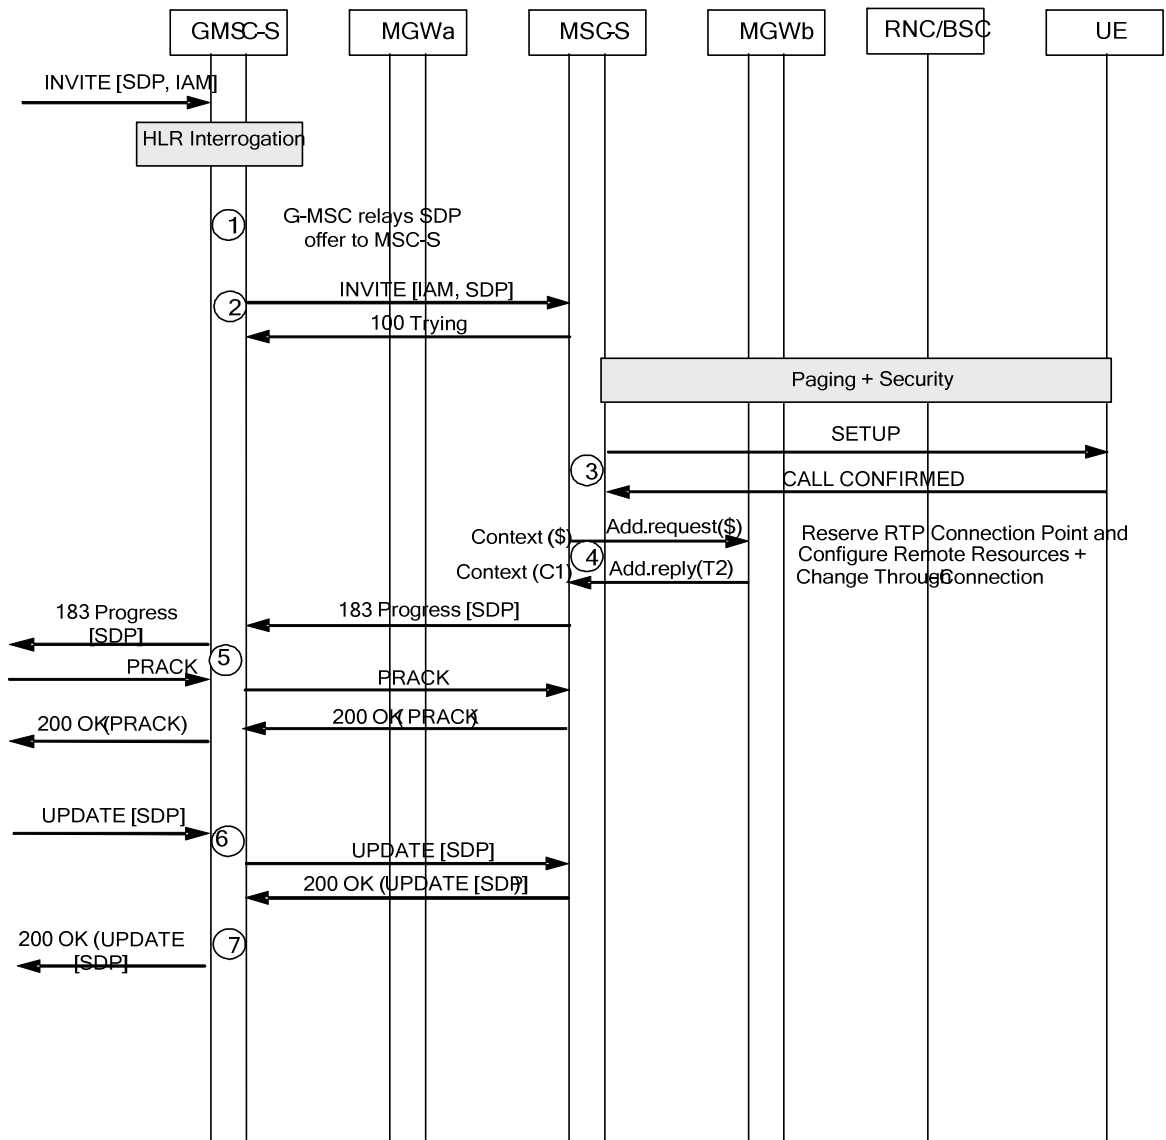 GMSC-S
MGWa
MSC-S
MGWb
RNC/BSC
UE
INVITE [SDP, IAM]
HLR Interrogation
1
G-MSC relays SDP
offer to MSC-S
2
INVITE [IAM, SDP]
100 Trying
Paging + Security
SETUP
3
CALL CONFIRMED
Context ($)
Add.request($)
Reserve RTP Connection Point and
Configure Remote Resources +
Change Through-Connection
4
Context (C1)
Add.reply(T2)
183 Progress
[SDP]
183 Progress [SDP]
5
PRACK
PRACK
200 OK (PRACK)
200 OK (PRACK)
UPDATE [SDP]
6
UPDATE [SDP]
200 OK (UPDATE [SDP])
7
200 OK (UPDATE
[SDP]